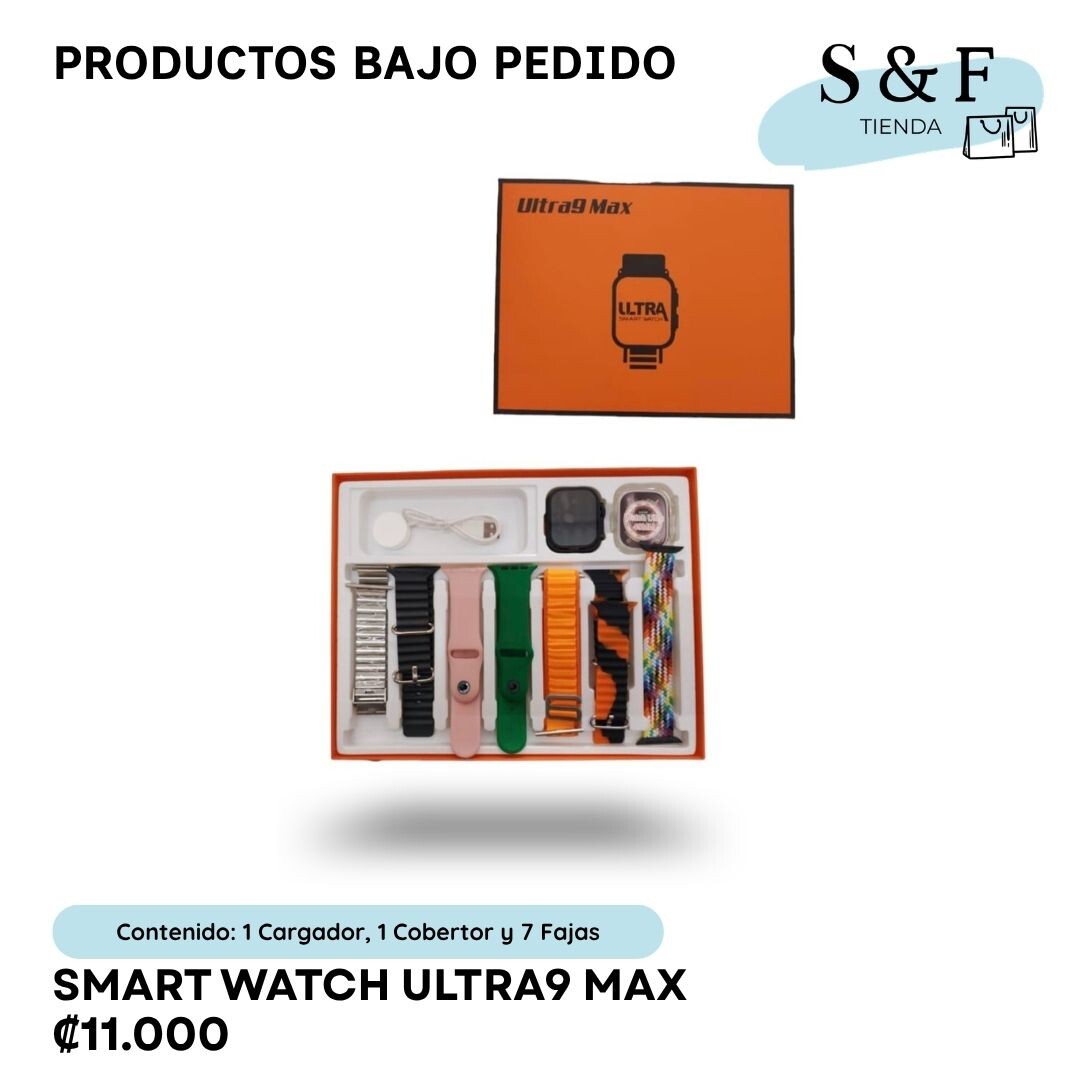 PRODUCTOS BAJO PEDIDO
S & F
TIENDA
Ultra9 Max
ULTRA
SMART WATCH
Contenido: 1 Cargador, 1 Cobertor y 7 Fajas
SMART WATCH ULTRA9 MAX
₡11.000